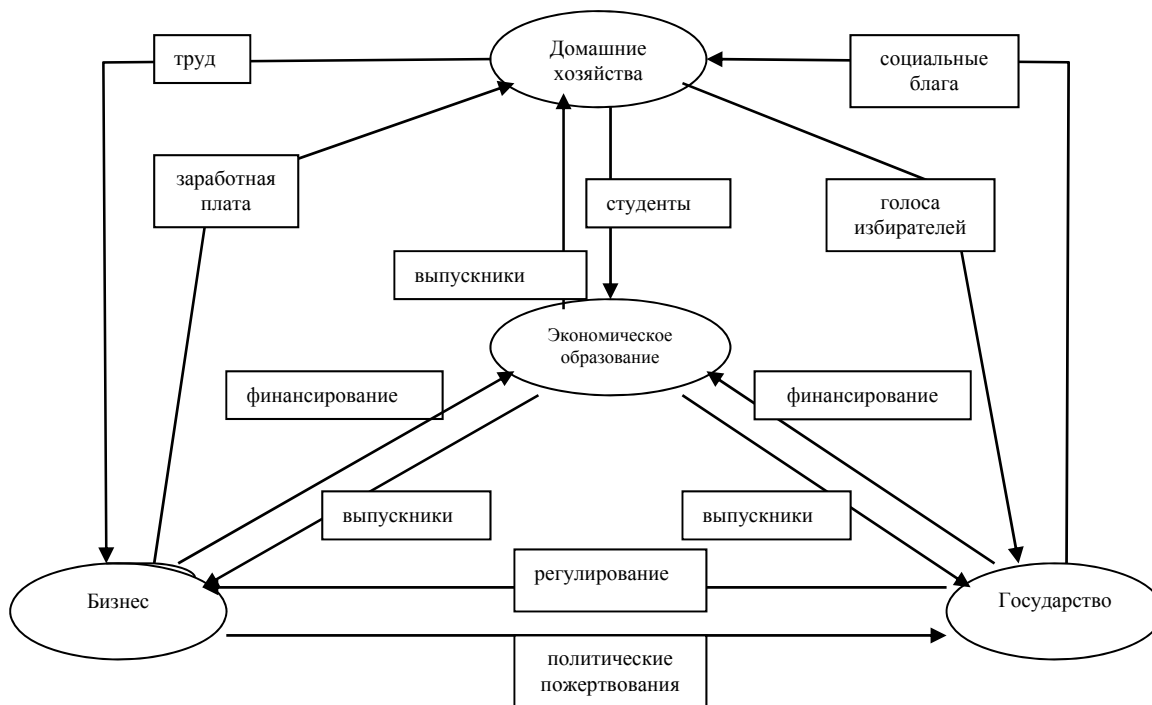 Домашние
хозяйства
труд
социальные
блага
заработная
плата
студенты
голоса
избирателей
выпускники
Экономическое
образование
финансирование
финансирование
выпускники
выпускники
регулирование
Бизнес
Государство
политические
пожертвования